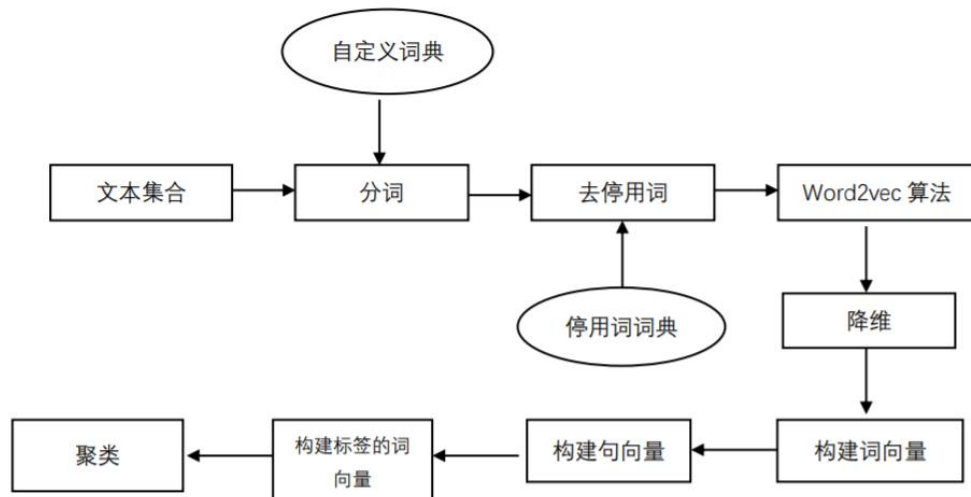 自定义词典
文本集合
分词
去停用词
Word2vec 算法
停用词词典
降维
聚类
构建标签的词
向量
构建句向量
构建词向量